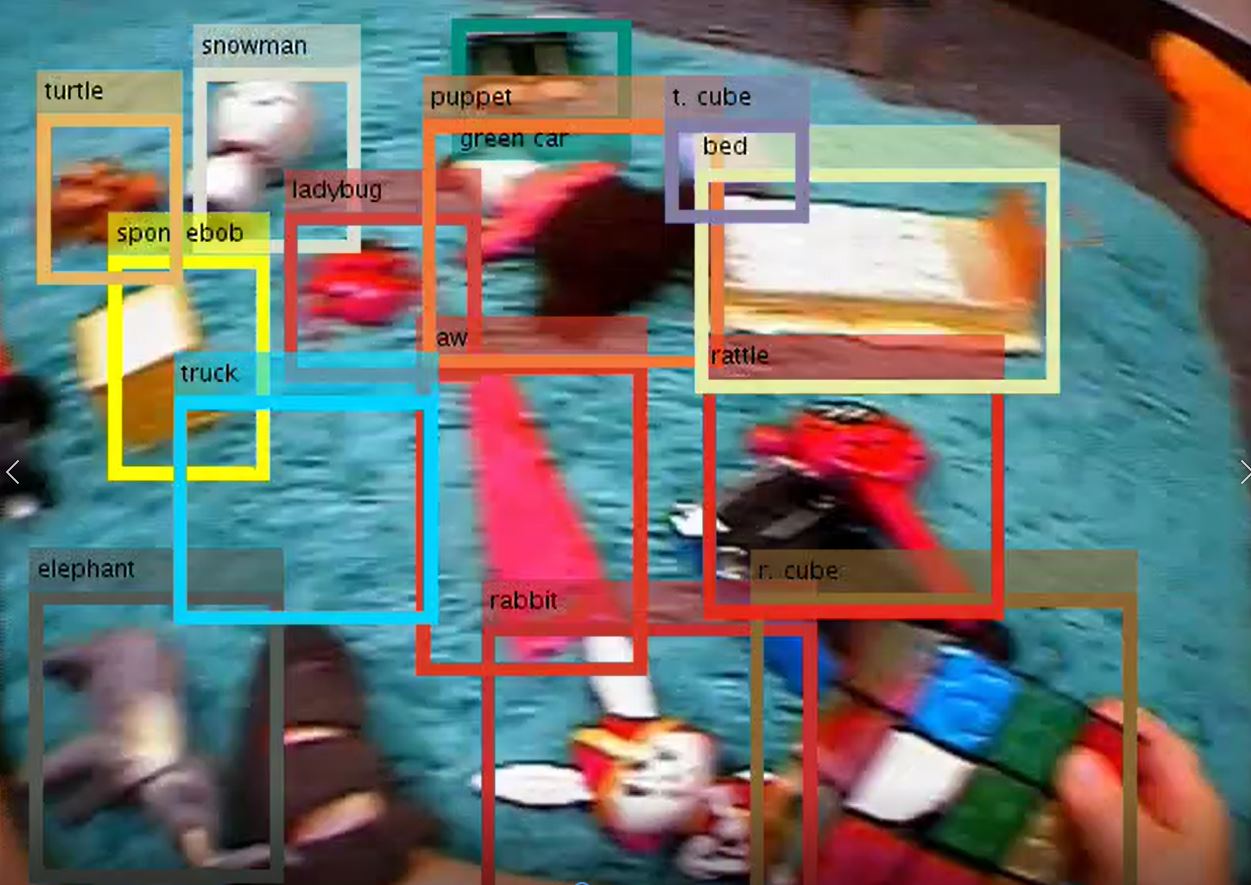 snowman
turtle
puppet
t. cube
green car
bed
ladybug
spon ebob
aw
rattle
truck
elephant
r. cube
rabbit